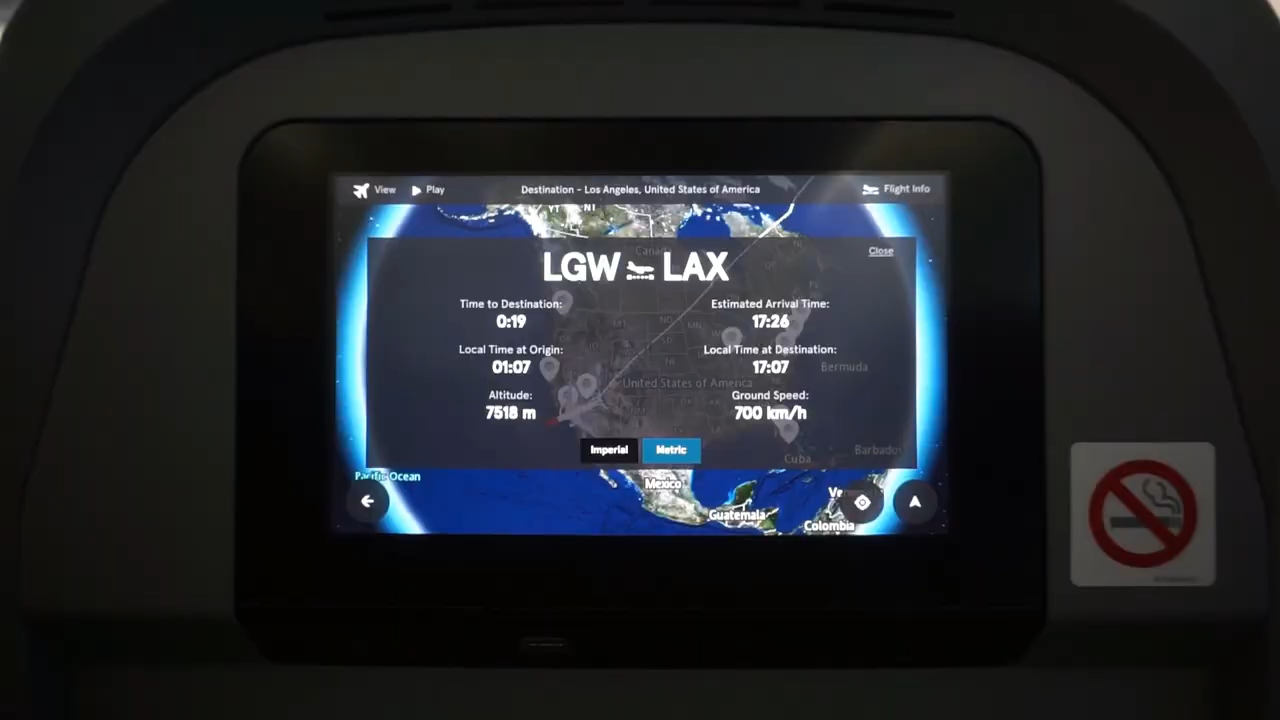 View Play Destination - Los Angeles, United States of America Flight Info
YT NT
Canada
Close
LGW LAX
Time to Destination: Estimated Arrival Time:
0:19 17:26
Local Time at Origin: Local Time at Destination:
01:07 17:07
Bermuda
United States of America
Altitude: Ground Speed:
7518 m 700 km/h
Imperial Metric
Cuba Barbados
Pacific Ocean
Mexico
Guatemala
Colombia